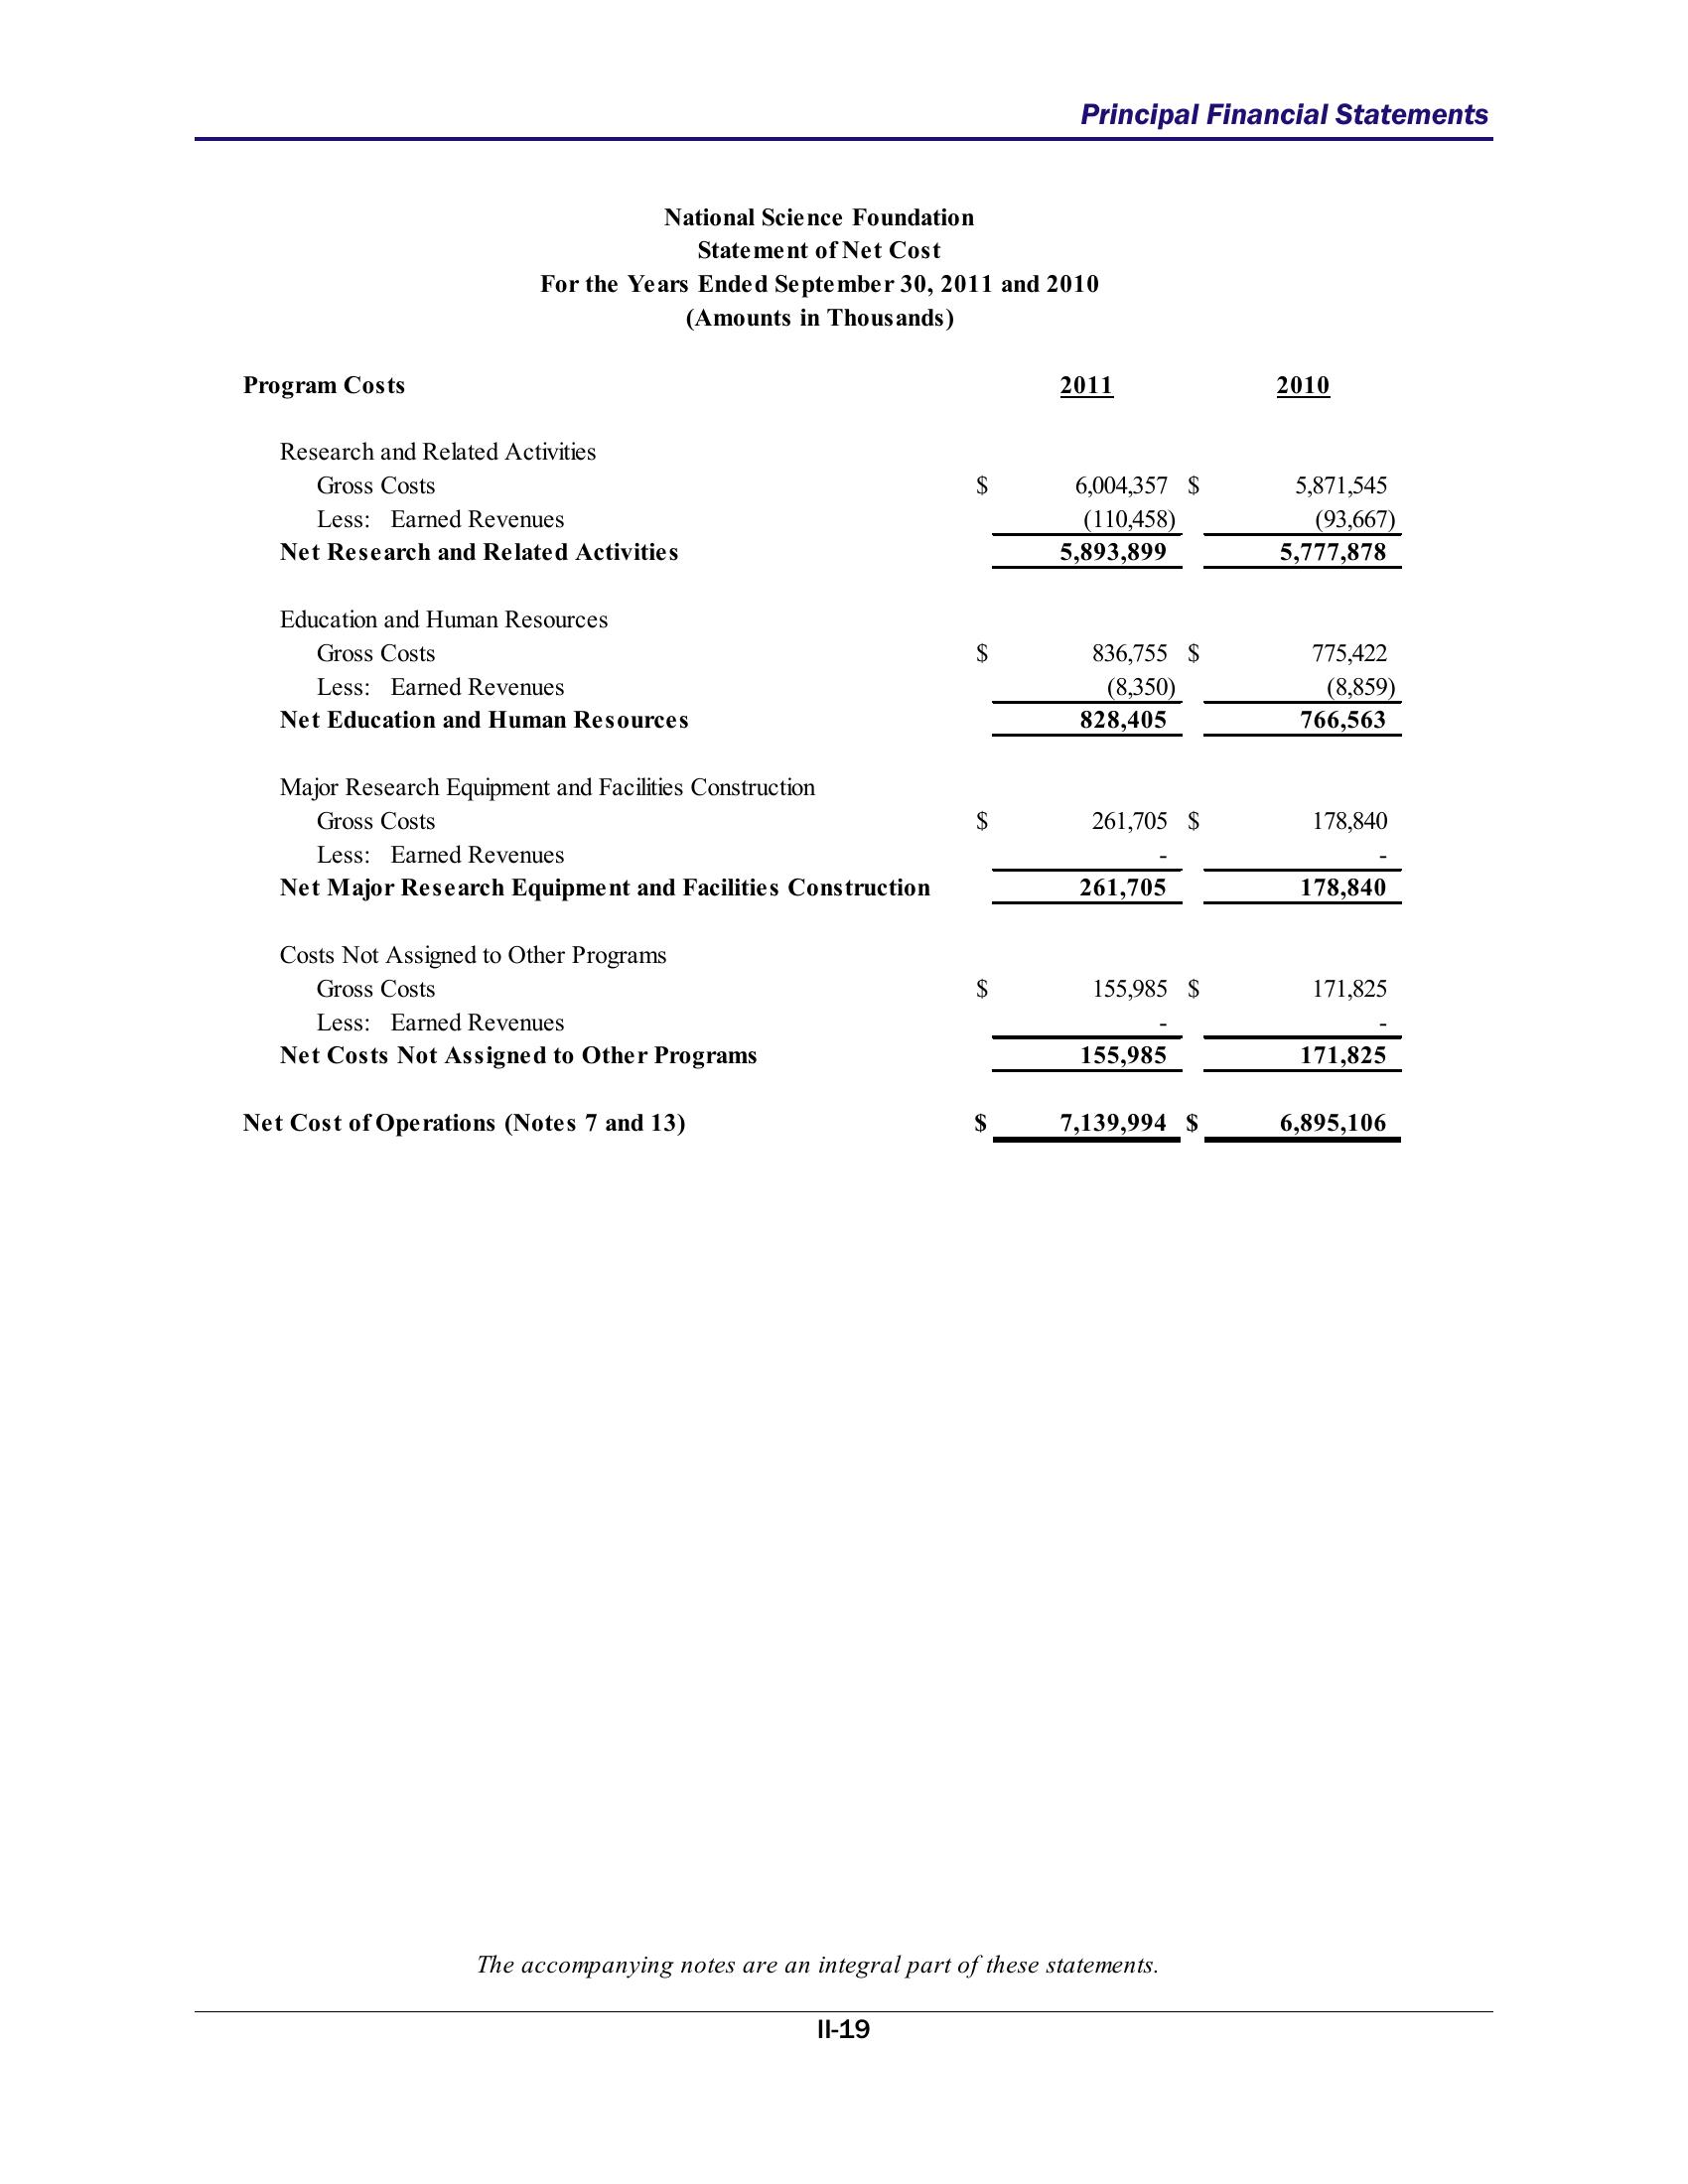 Principal Financial Statements
National Science Foundation
Statement of Net Cost
For the Years Ended September 30, 2011 and 2010
(Amounts in Thousands)
Program Costs 2011 2010
Research and Related Activities
Gross Costs $ 6,004,357 $ 5,871,545
Less: Earned Revenues (110,458) (93,667)
Net Research and Related Activities 5,893,899 5,777,878
Education and Human Resources
Gross Costs $ 836,755 $ 775,422
Less: Earned Revenues (8,350) (8,859)
Net Education and Human Resources 828,405 766,563
Major Research Equipment and Facilities Construction
Gross Costs $ 261,705 $ 178,840
Less: Earned Revenues - -
Net Major Research Equipment and Facilities Construction 261,705 178,840
Costs Not Assigned to Other Programs
Gross Costs $ 155,985 $ 171,825
Less: Earned Revenues - -
Net Costs Not Assigned to Other Programs 155,985 171,825
Net Cost of Operations (Notes 7 and 13) $ 7,139,994 $ 6,895,106
The accompanying notes are an integral part of these statements.
II-19